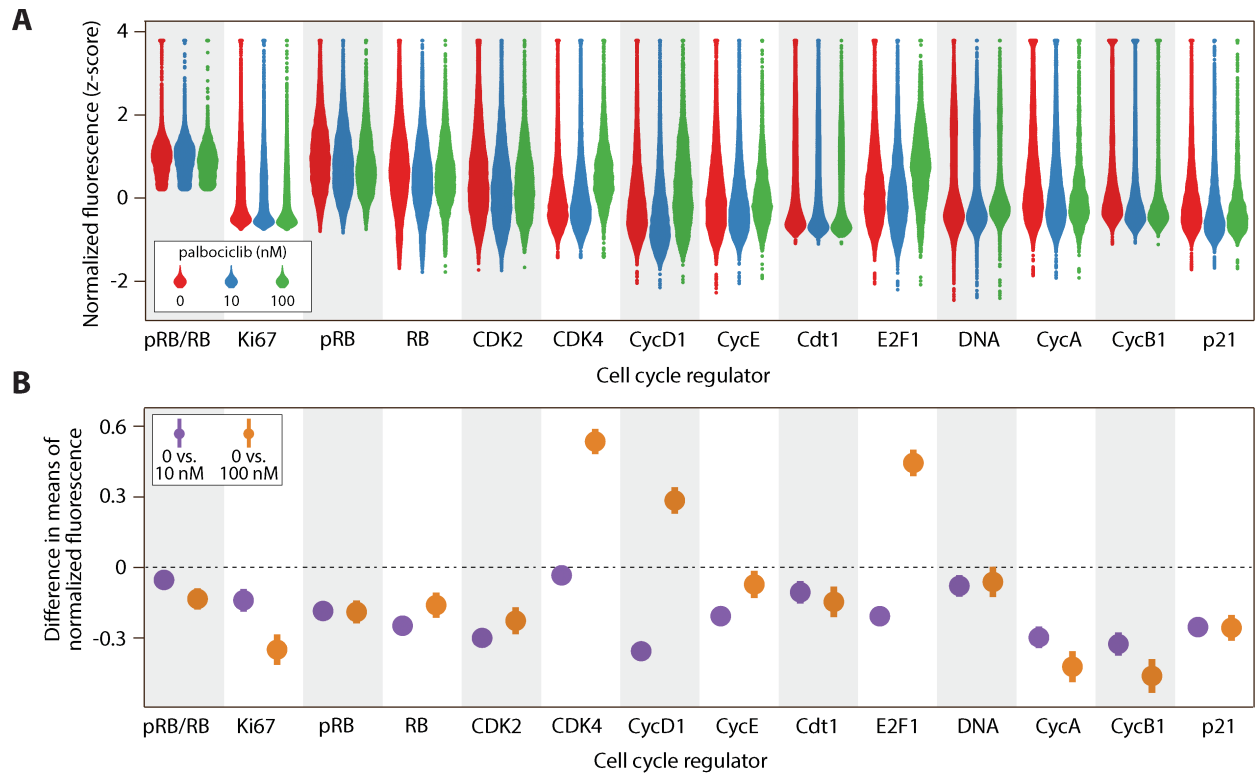 A
Normalized fluorescence (z-score)
4
2
0
-2
palbociclib (nM)
0 10 100
pRB/RB Ki67 pRB RB CDK2 CDK4 CycD1 CycE Cdt1 E2F1 DNA CycA CycB1 p21
Cell cycle regulator
B
Difference in means of
normalized fluorescence
0.6
0.3
0
-0.3
0 vs. 0 vs.
10 nM 100 nM
pRB/RB Ki67 pRB RB CDK2 CDK4 CycD1 CycE Cdt1 E2F1 DNA CycA CycB1 p21
Cell cycle regulator